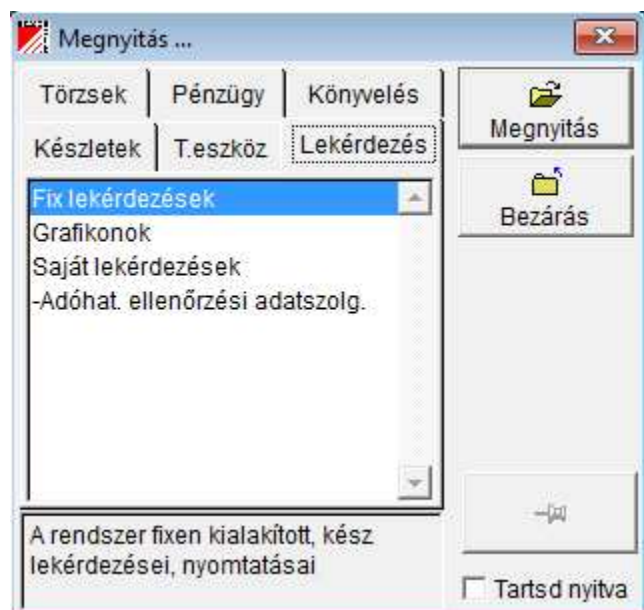 Megnyitás ...
Törzsek
Pénzügy
Könyvelés
Készletek
T.eszköz
Lekérdezés
Fix lekérdezések
Grafikonok
Saját lekérdezések
-Adóhat. ellenőrzési adatszolg.
A rendszer fixen kialakított, kész
lekérdezései, nyomtatásai
Megnyitás
Bezárás
Tartsd nyitva